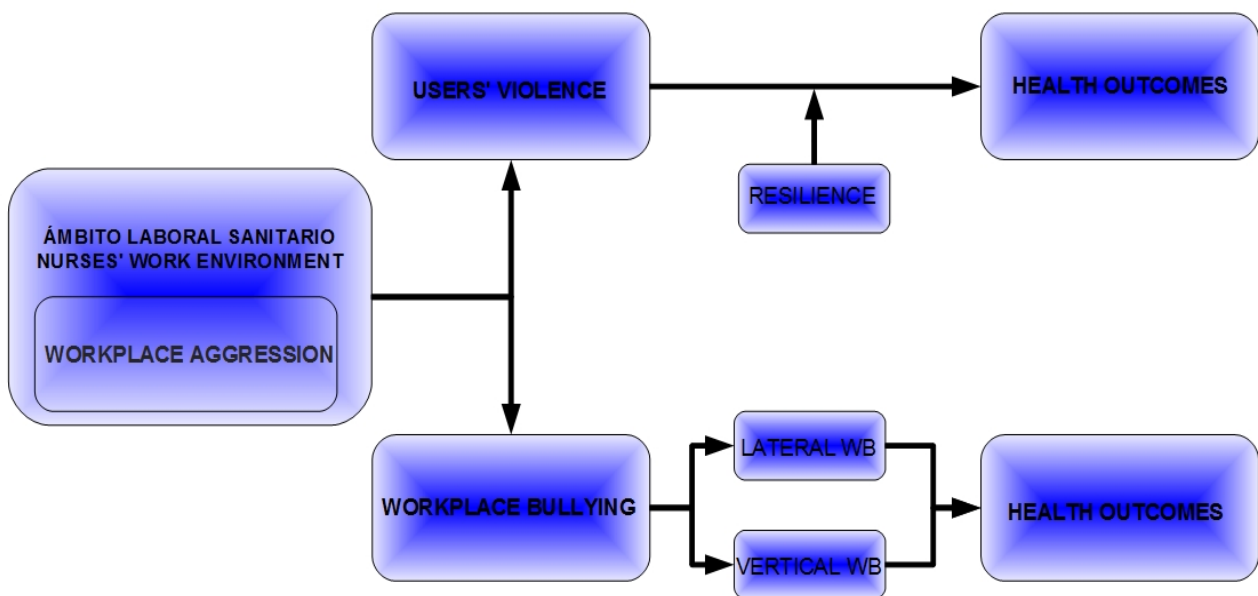 USERS' VIOLENCE
HEALTH OUTCOMES
RESILIENCE
ÁMBITO LABORAL SANITARIO
NURSES' WORK ENVIRONMENT
WORKPLACE AGGRESSION
WORKPLACE BULLYING
LATERAL WB
VERTICAL WB
HEALTH OUTCOMES